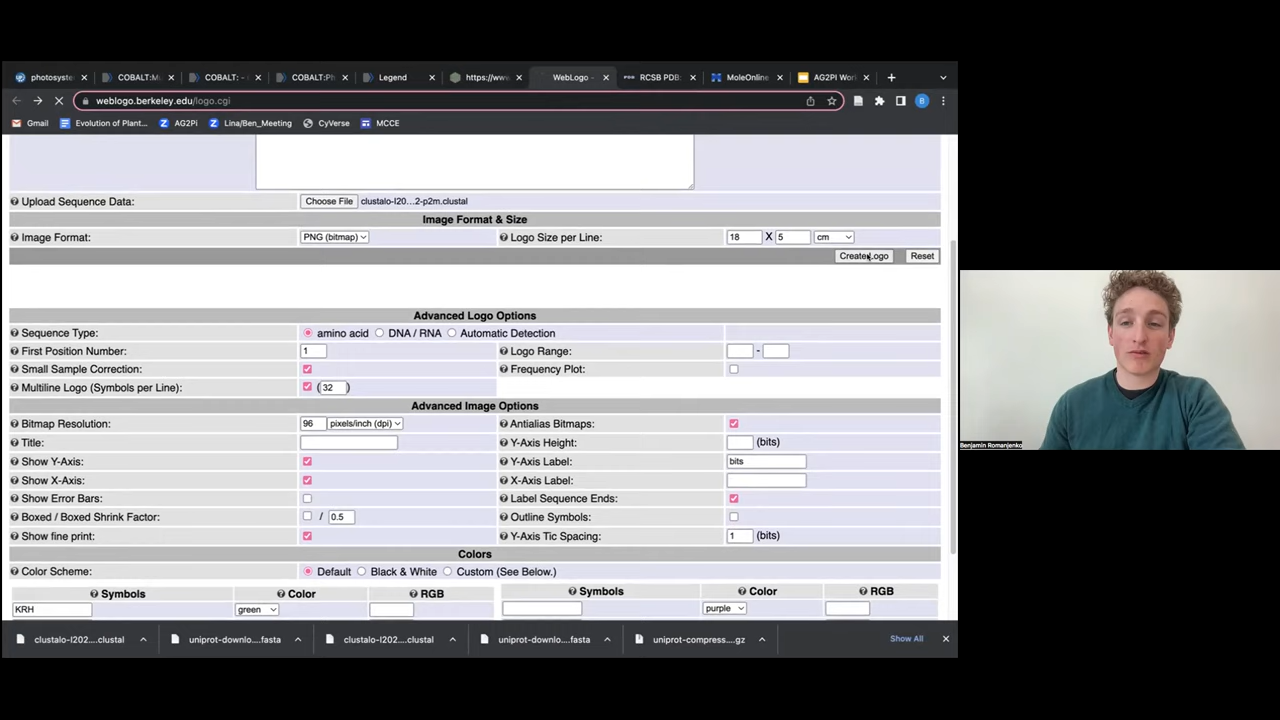 photosyste
COBALT:Mu
COBALT: - C
COBALT:Ph
Legend
https://ww
WebLogo -
RCSB PDB:
MoleOnline
AG2PI Wor
weblogo.berkeley.edu/logo.cgi
B
Gmail
Evolution of Plant...
AG2Pi
Lina/Ben_Meeting
CyVerse
MCCE
Upload Sequence Data: Choose File clustalo-I20...2-p2m.clustal
Image Format & Size
Image Format: PNG (bitmap) Logo Size per Line: 18 X 5 cm
Create Logo Reset
Advanced Logo Options
Sequence Type: amino acid DNA / RNA Automatic Detection
First Position Number: 1 Logo Range: -
Small Sample Correction: Frequency Plot:
Multiline Logo (Symbols per Line): (32)
Advanced Image Options
Bitmap Resolution: 96 pixels/inch (dpi) Antialias Bitmaps:
Title: Y-Axis Height: (bits)
Show Y-Axis: Y-Axis Label: bits
Show X-Axis: X-Axis Label:
Show Error Bars: Label Sequence Ends:
Boxed / Boxed Shrink Factor: / 0.5 Outline Symbols:
Show fine print: Y-Axis Tic Spacing: 1 (bits)
Colors
Color Scheme: Default Black & White Custom (See Below.)
Symbols Color RGB Symbols Color RGB
KRH green purple
clustalo-I202....clustal
uniprot-downlo....fasta
clustalo-I202....clustal
uniprot-downlo....fasta
uniprot-compress....gz
Show All
Benjamin Romanjenko